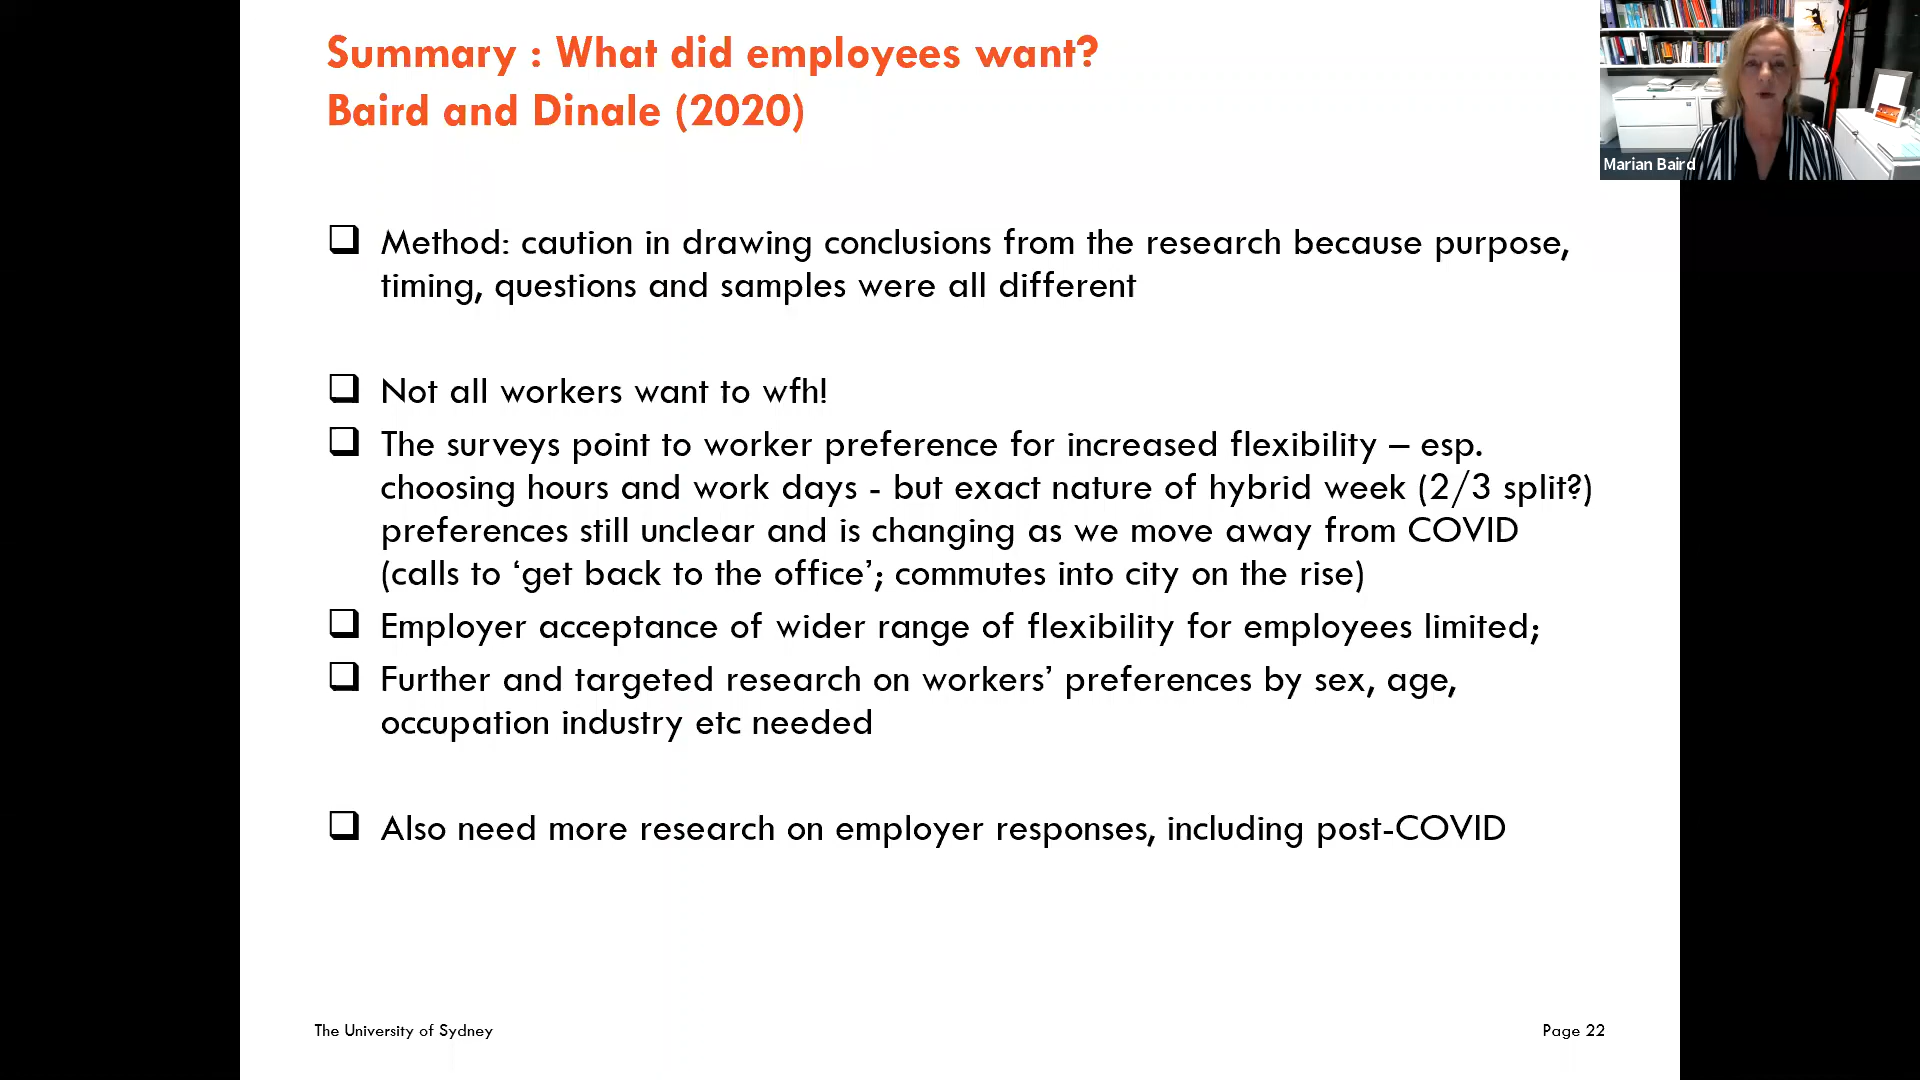 Summary : What did employees want?
Baird and Dinale (2020)
Marian Baird
Method: caution in drawing conclusions from the research because purpose,
timing, questions and samples were all different
Not all workers want to wfh!
The surveys point to worker preference for increased flexibility – esp.
choosing hours and work days - but exact nature of hybrid week (2/3 split?)
preferences still unclear and is changing as we move away from COVID
(calls to ‘get back to the office’; commutes into city on the rise)
Employer acceptance of wider range of flexibility for employees limited;
Further and targeted research on workers’ preferences by sex, age,
occupation industry etc needed
Also need more research on employer responses, including post-COVID
The University of Sydney
Page 22